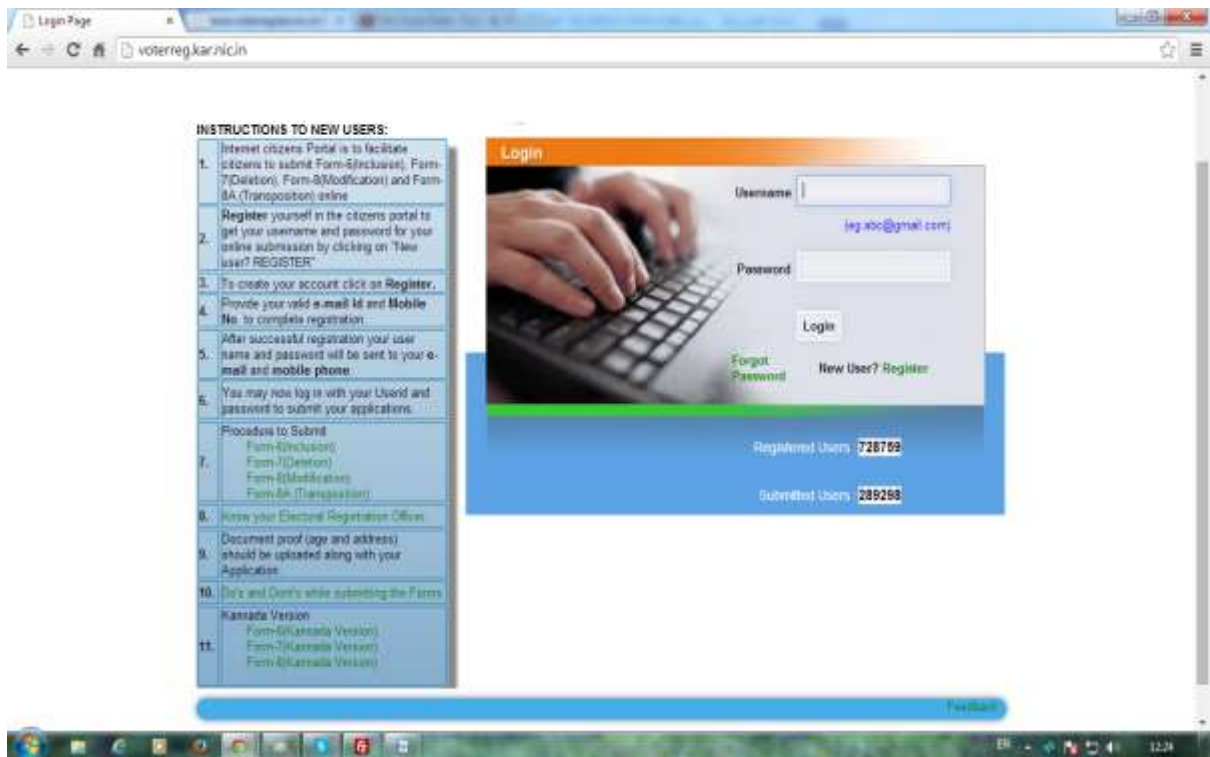 Login Page
voterreg.kar.nic.in
INSTRUCTIONS TO NEW USERS:
1. Internet citizens Portal is to facilitate
citizens to submit Form-6(Inclusion), Form-
7(Deletion), Form-8(Modification) and Form-
8A (Transposition) online
2. Register yourself in the citizens portal to
get your username and password for your
online submission by clicking on "New
user? REGISTER"
3. To create your account click on Register.
4. Provide your valid e-mail Id and Mobile
No. to complete registration
5. After successful registration your user
name and password will be sent to your e-
mail and mobile phone
6. You may now log in with your Userid and
password to submit your applications.
7. Procedure to Submit
Form-6(Inclusion)
Form-7(Deletion)
Form-8(Modification)
Form-8A (Transposition)
8. Know your Electoral Registration Officer
9. Document proof (age and address)
should be uploaded along with your
Application
10. Do's and Dont's while submitting the Forms
11. Kannada Version
Form-6(Kannada Version)
Form-7(Kannada Version)
Form-8(Kannada Version)
Login
Username
(eg.abc@gmail.com)
Password
Login
Forgot
Password
New User? Register
Registered Users 728759
Submitted Users 289298
Feedback
EN
12:24